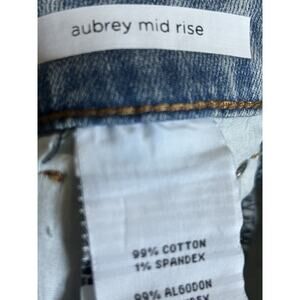 aubrey mid rise
99% COTTON
1% SPANDEX
99% ALGODON